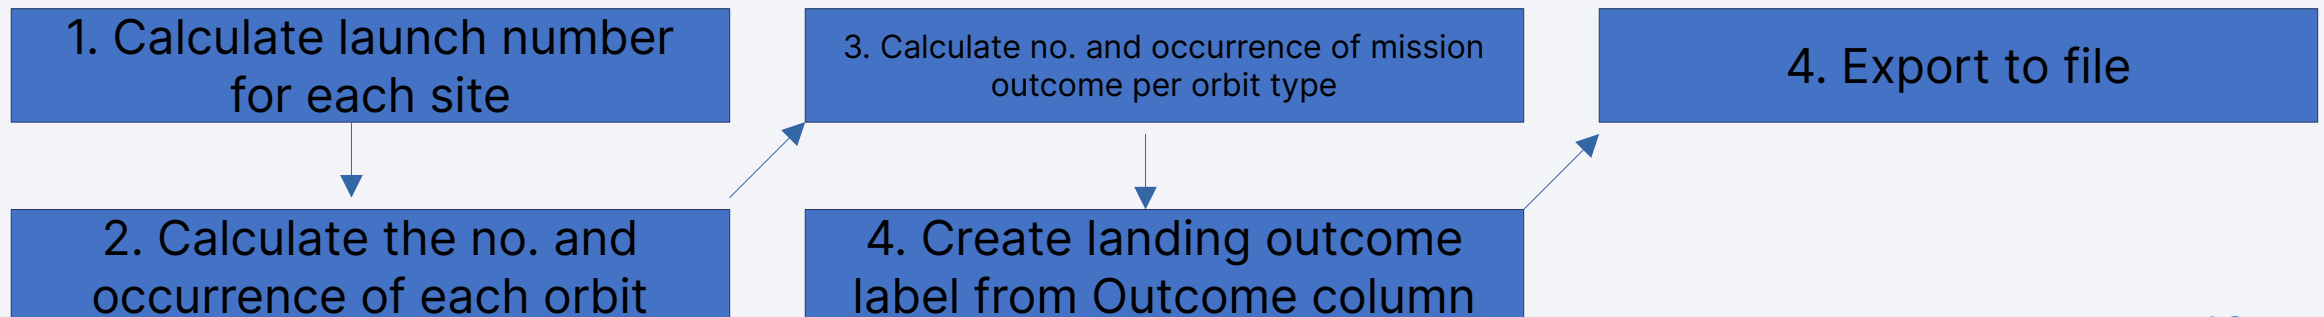 1. Calculate launch number
for each site
2. Calculate the no. and
occurrence of each orbit
3. Calculate no. and occurrence of mission
outcome per orbit type
4. Create landing outcome
label from Outcome column
4. Export to file